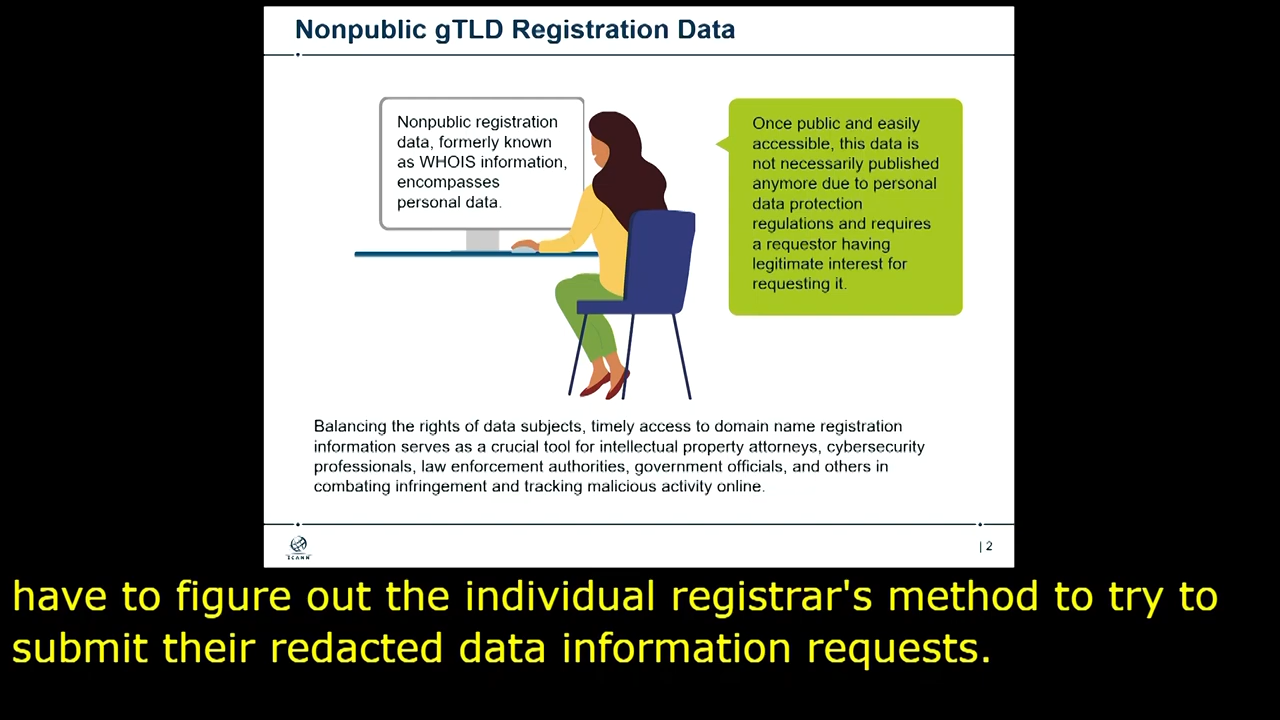 Nonpublic gTLD Registration Data
Nonpublic registration
data, formerly known
as WHOIS information,
encompasses
personal data.
Once public and easily
accessible, this data is
not necessarily published
anymore due to personal
data protection
regulations and requires
a requestor having
legitimate interest for
requesting it.
Balancing the rights of data subjects, timely access to domain name registration
information serves as a crucial tool for intellectual property attorneys, cybersecurity
professionals, law enforcement authorities, government officials, and others in
combating infringement and tracking malicious activity online.
ICANN
| 2
have to figure out the individual registrar's method to try to
submit their redacted data information requests.